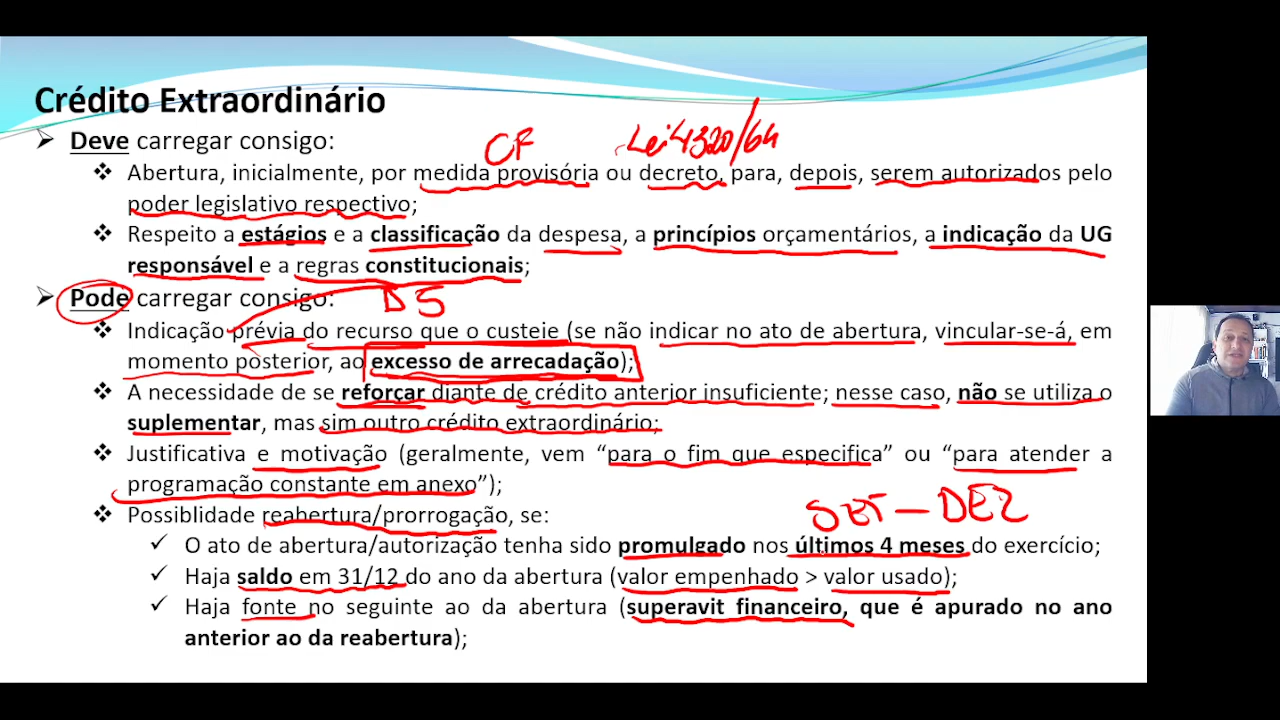 Crédito Extraordinário
Deve carregar consigo:
CF Lei 4320/64
Abertura, inicialmente, por medida provisória ou decreto, para, depois, serem autorizados pelo
poder legislativo respectivo;
Respeito a estágios e a classificação da despesa, a princípios orçamentários, a indicação da UG
responsável e a regras constitucionais;
Pode carregar consigo:
Indicação prévia do recurso que o custeie (se não indicar no ato de abertura, vincular-se-á, em
momento posterior, ao excesso de arrecadação);
A necessidade de se reforçar diante de crédito anterior insuficiente; nesse caso, não se utiliza o
suplementar, mas sim outro crédito extraordinário;
Justificativa e motivação (geralmente, vem “para o fim que especifica” ou “para atender a
programação constante em anexo”);
SET – DEZ
Possiblidade reabertura/prorrogação, se:
O ato de abertura/autorização tenha sido promulgado nos últimos 4 meses do exercício;
Haja saldo em 31/12 do ano da abertura (valor empenhado > valor usado);
Haja fonte no seguinte ao da abertura (superavit financeiro, que é apurado no ano
anterior ao da reabertura);